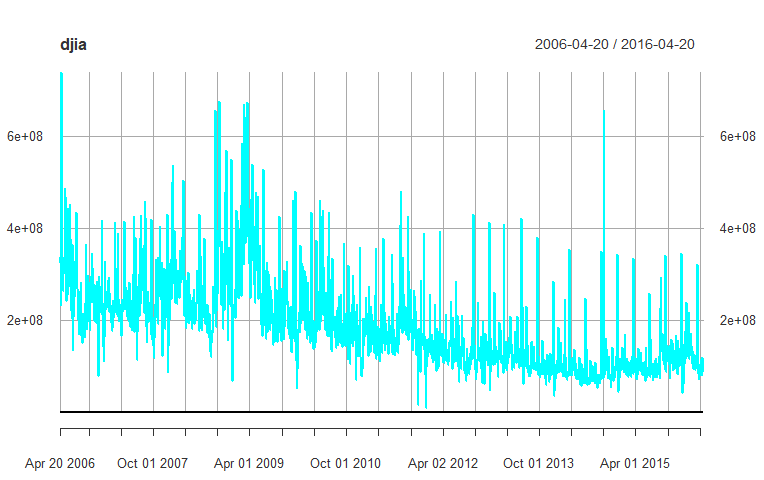 djia 2006-04-20 / 2016-04-20
6e+08 6e+08
4e+08 4e+08
2e+08 2e+08
Apr 20 2006 Oct 01 2007 Apr 01 2009 Oct 01 2010 Apr 02 2012 Oct 01 2013 Apr 01 2015